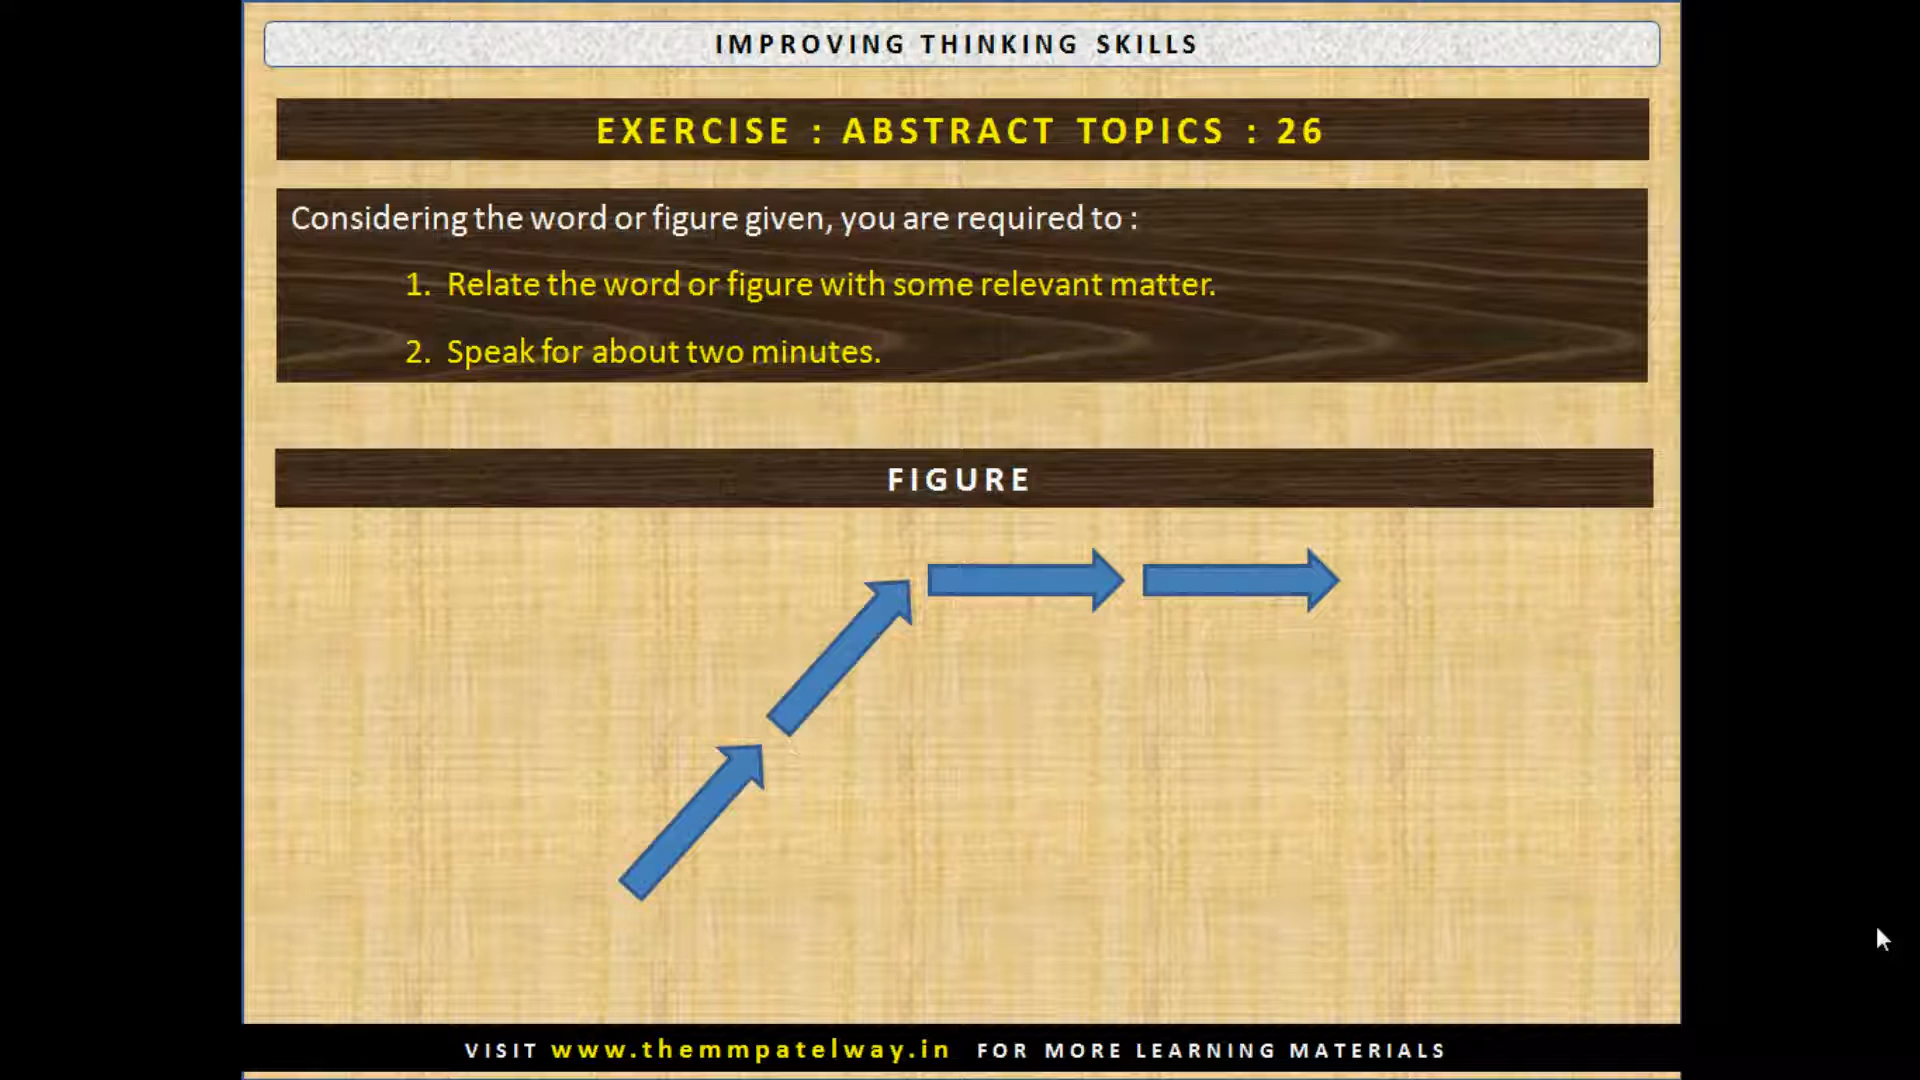 IMPROVING THINKING SKILLS
EXERCISE : ABSTRACT TOPICS : 26
Considering the word or figure given, you are required to :
1. Relate the word or figure with some relevant matter.
2. Speak for about two minutes.
FIGURE
VISIT www.themmpatelway.in FOR MORE LEARNING MATERIALS